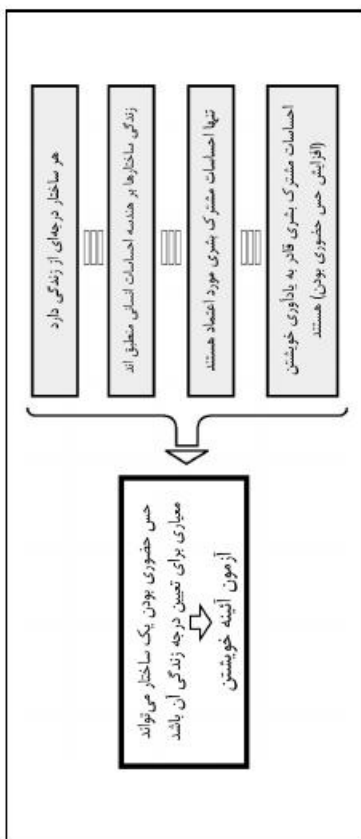 هر ساختار درجه‌ای از زندگی دارد
زندگی ساختارها بر هندسه احساسات انسانی منطبق اند
تنها احساسات مشترک بشری مورد اعتماد هستند
احساسات مشترک بشری قادر به یادآوری خویشتن
(افزایش حس حضوری بودن) هستند
حس حضوری بودن یک ساختار می‌تواند
معیاری برای تعیین درجه زندگی آن باشد
آزمون آئینه خویشتن